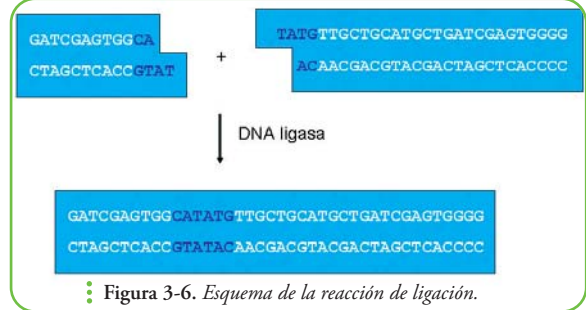 GATCGAGTGGCA
CTAGCTCACCGTAT
+
TATGTTGCTGCATGCTGATCGAGTGGGG
ACAACGACGTACGACTAGCTCACCCC
DNA ligasa
GATCGAGTGGCATATGTTGCTGCATGCTGATCGAGTGGGG
CTAGCTCACCGTATACAACGACGTACGACTAGCTCACCCC
Figura 3-6. Esquema de la reacción de ligación.